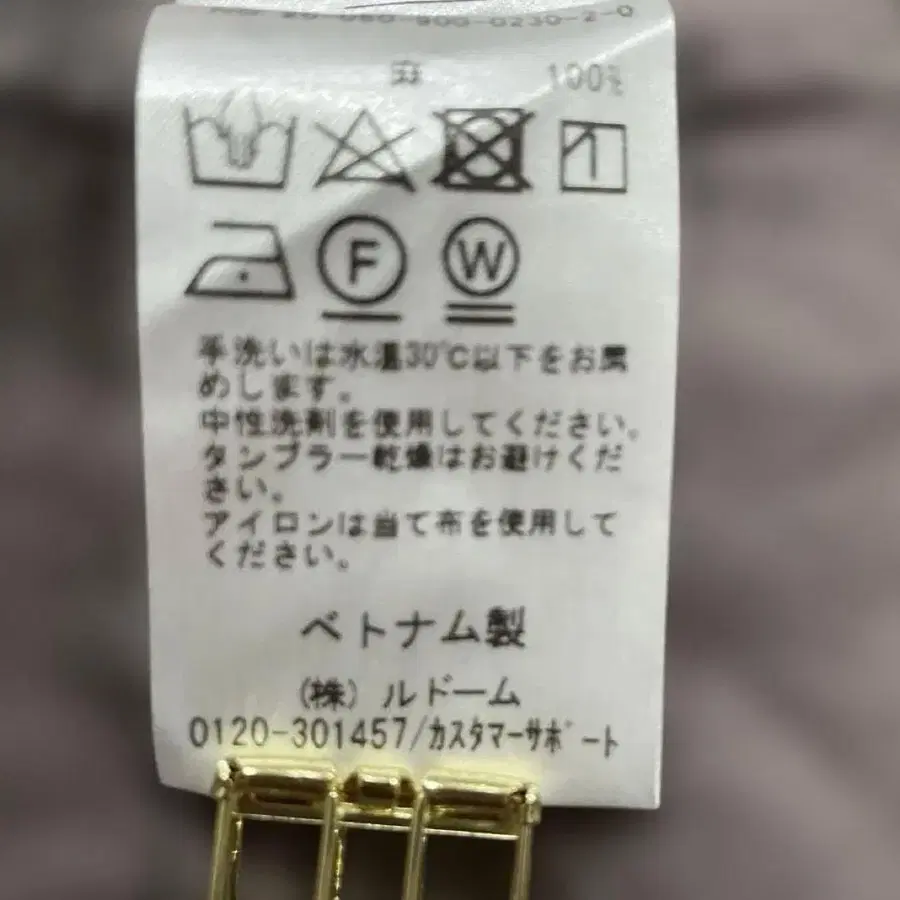 麻 100%
F W
手洗いは水温30℃以下をお薦
めします。
中性洗剤を使用してください。
タンブラー乾燥はお避けくだ
さい。
アイロンは当て布を使用して
ください。
ベトナム製
(株)ルドーム
0120-301457/カスタマーサポート